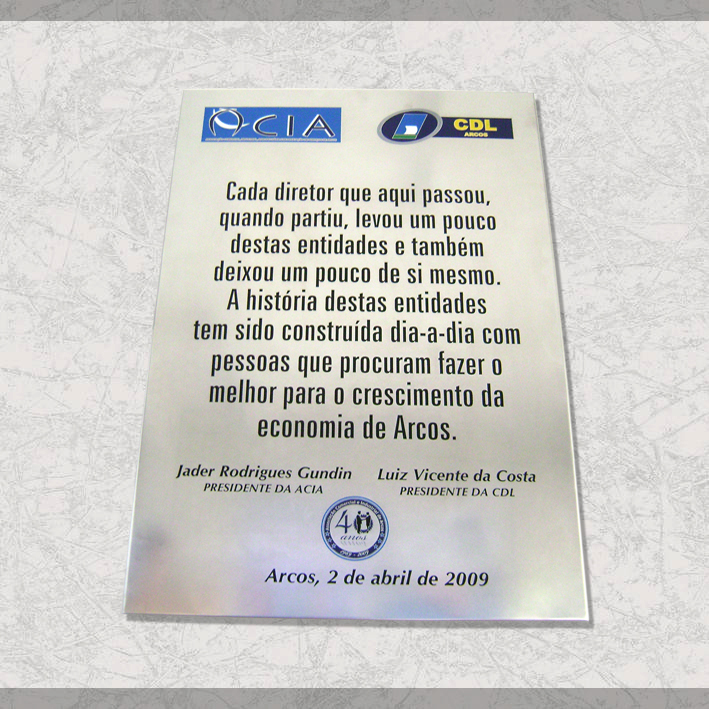 ACIA
CDL
ARCOS
Cada diretor que aqui passou,
quando partiu, levou um pouco
destas entidades e também
deixou um pouco de si mesmo.
A história destas entidades
tem sido construída dia-a-dia com
pessoas que procuram fazer o
melhor para o crescimento da
economia de Arcos.
Jader Rodrigues Gundin
PRESIDENTE DA ACIA
Luiz Vicente da Costa
PRESIDENTE DA CDL
40
anos
Arcos, 2 de abril de 2009